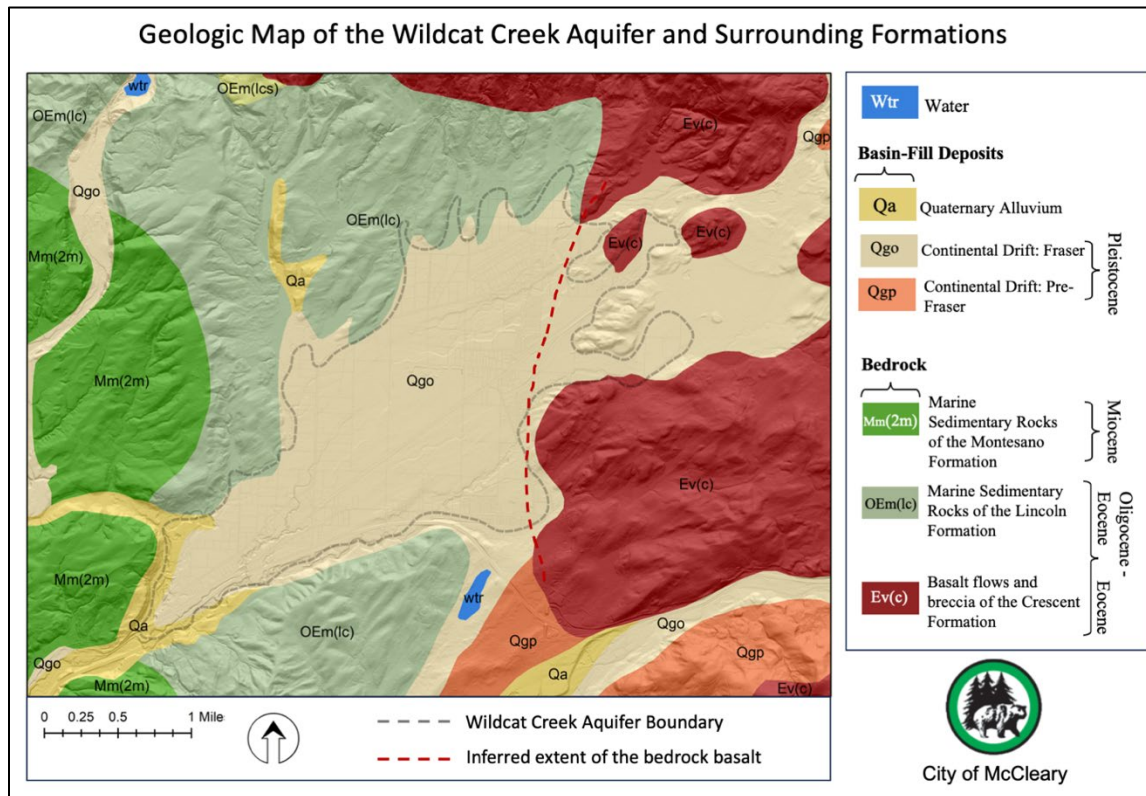 Geologic Map of the Wildcat Creek Aquifer and Surrounding Formations
wtr
OEm(lcs)
OEm(lc)
Ev(c)
Qgp
Qgo
OEm(lc)
Mm(2m)
Ev(c)
Ev(c)
Qa
Mm(2m)
Qgo
Ev(c)
Mm(2m)
wtr
Qa
OEm(lc)
Qgo
Qgp
Qgo
Qgp
Qa
Mm(2m)
Ev(c)
0 0.25 0.5 1 Mile
Wildcat Creek Aquifer Boundary
Inferred extent of the bedrock basalt
Wtr
Water
Basin-Fill Deposits
Qa
Quaternary Alluvium
Qgo
Continental Drift: Fraser
Qgp
Continental Drift: Pre-
Fraser
Pleistocene
Bedrock
Mm(2m)
Marine
Sedimentary Rocks
of the Montesano
Formation
Miocene
OEm(lc)
Marine Sedimentary
Rocks of the Lincoln
Formation
Oligocene -
Eocene
Ev(c)
Basalt flows and
breccia of the Crescent
Formation
Eocene
City of McCleary